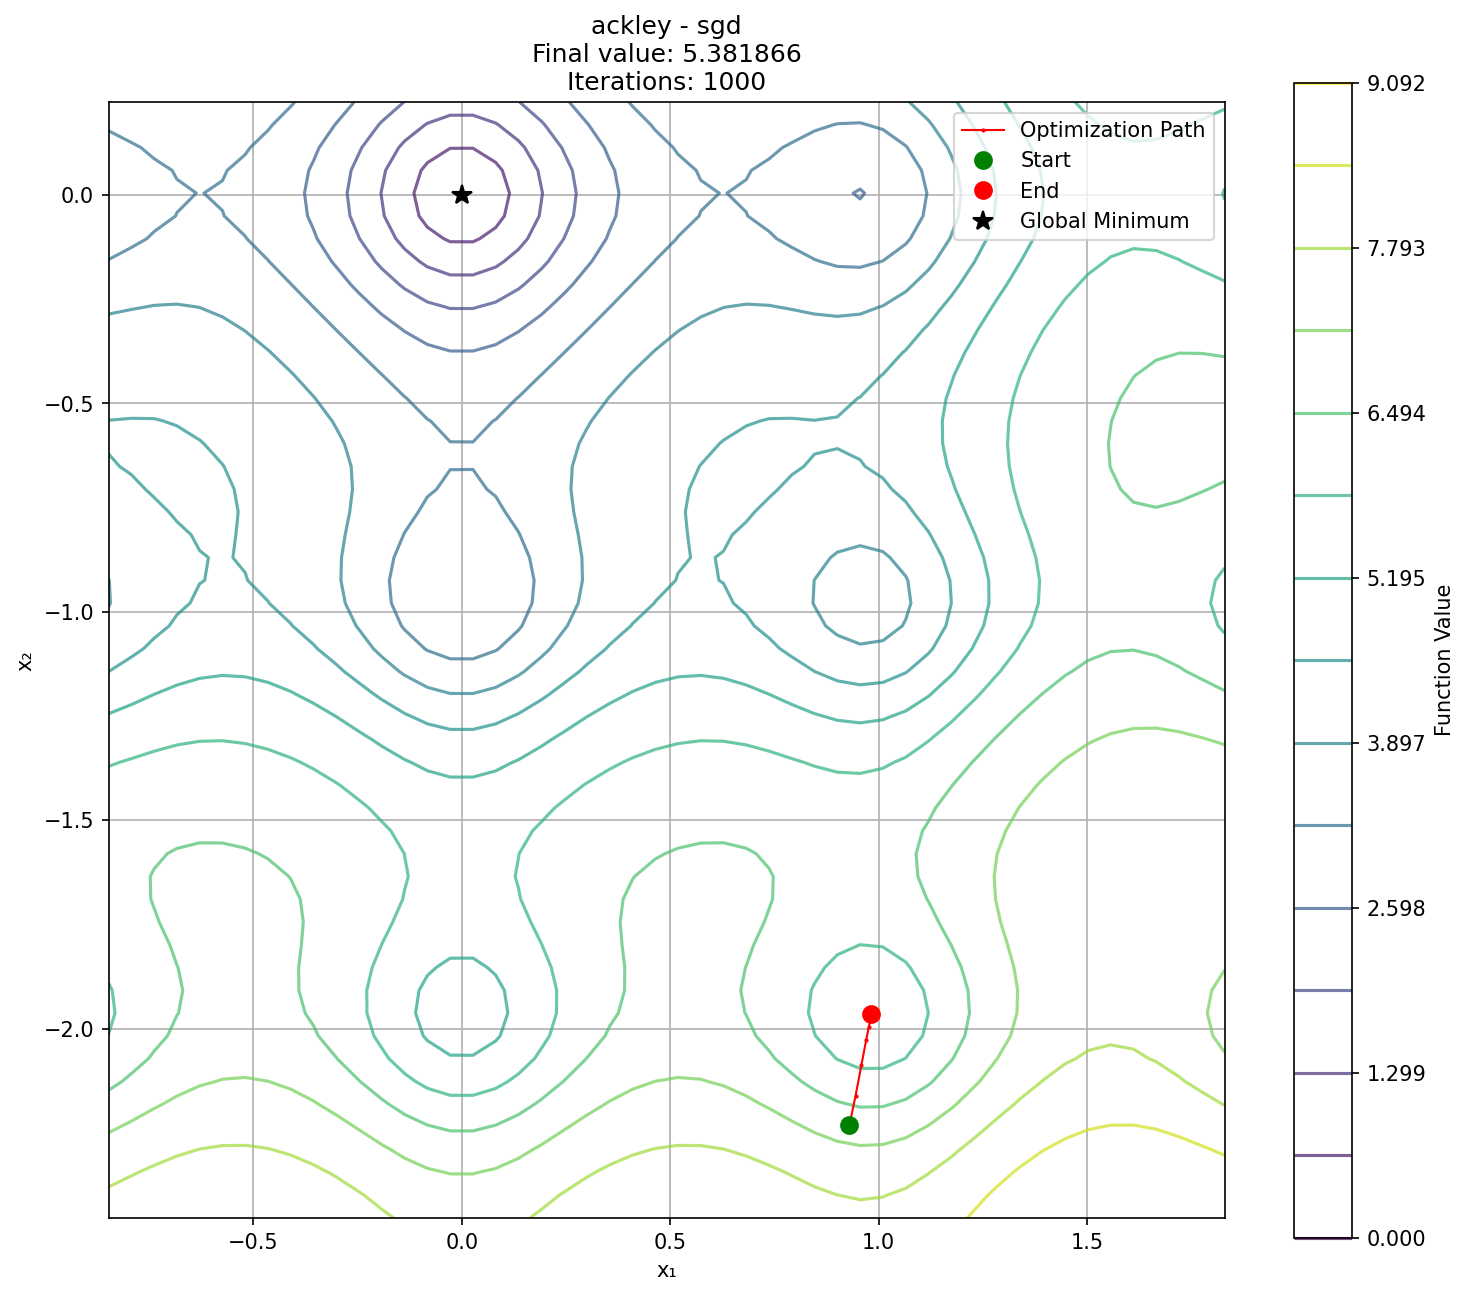 ackley - sgd
Final value: 5.381866
Iterations: 1000
Optimization Path
Start
End
Global Minimum
0.0
−0.5
−1.0
−1.5
−2.0
x₂
−0.5
0.0
0.5
1.0
1.5
x₁
9.092
7.793
6.494
5.195
3.897
2.598
1.299
0.000
Function Value